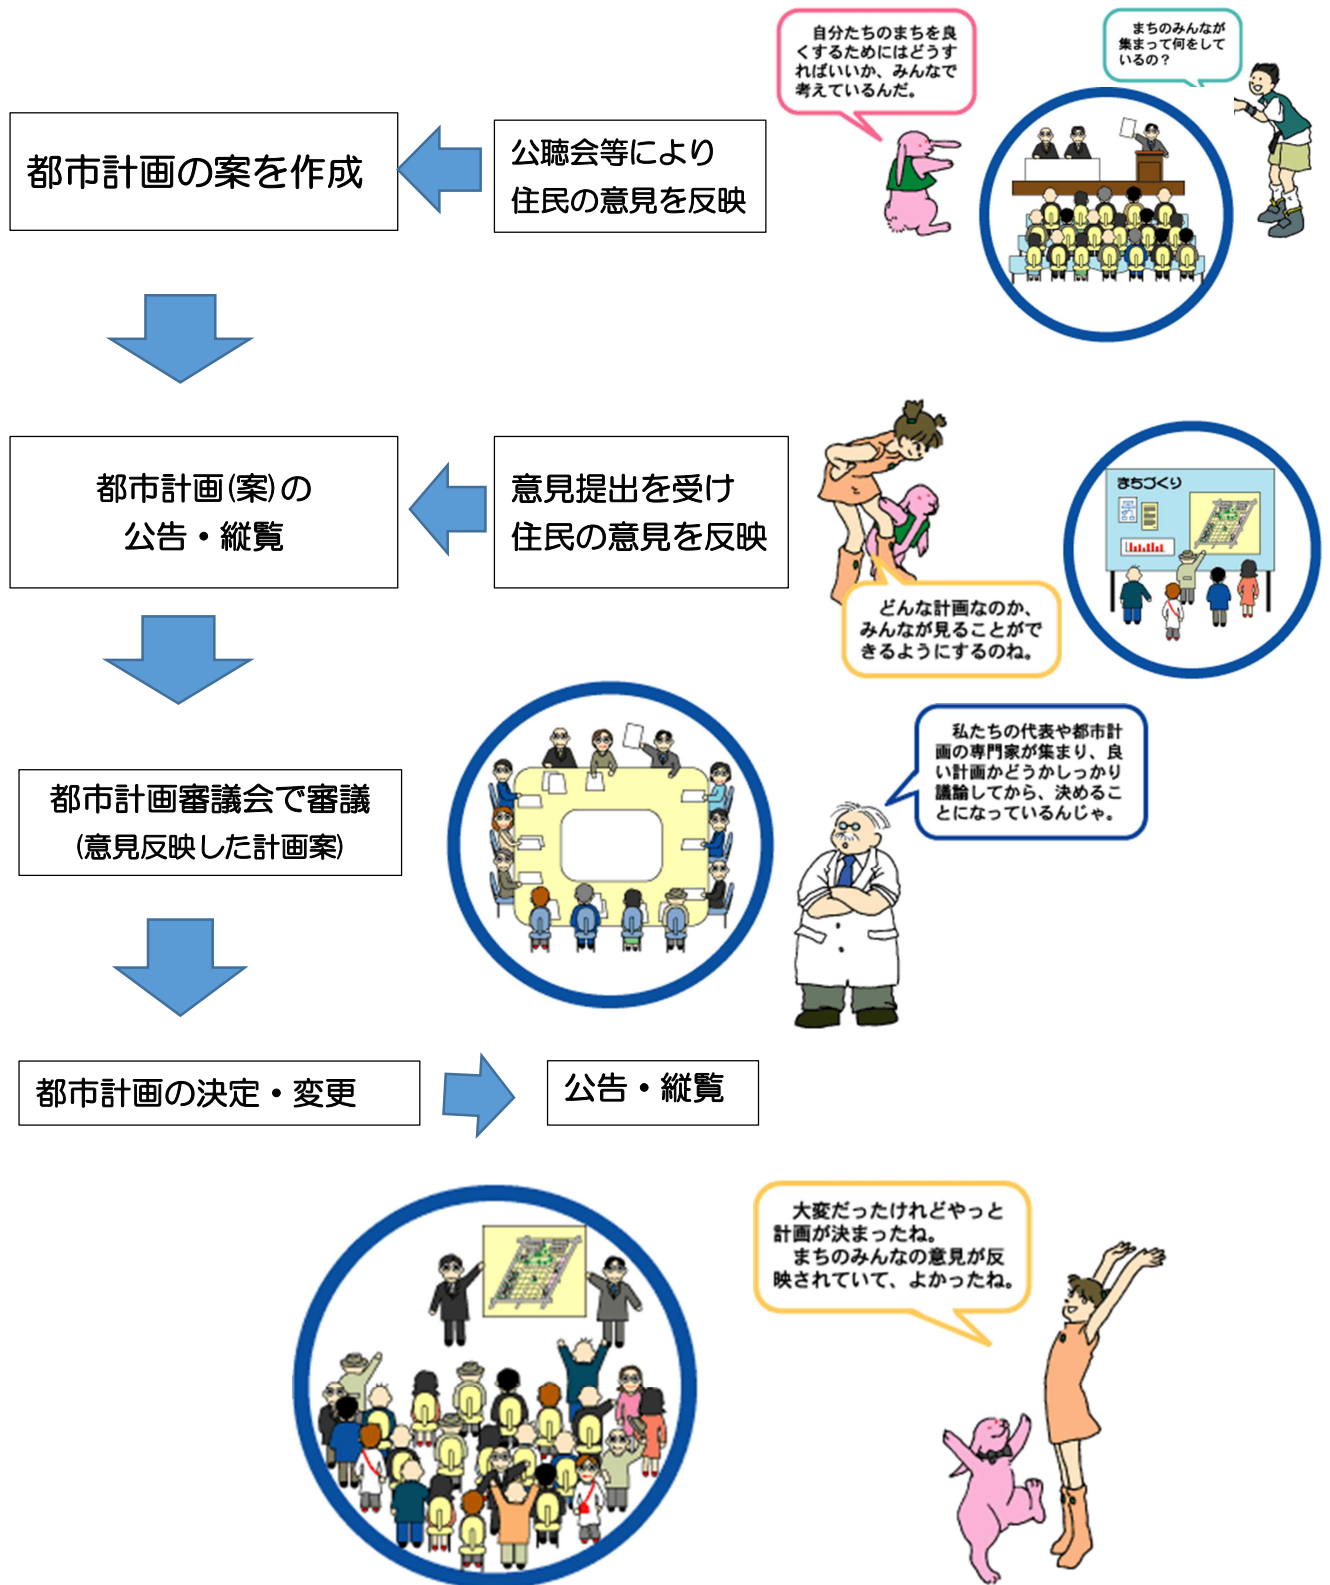 自分たちのまちを良
くするためにはどうす
ればいいか、みんなで
考えているんだ。
まちのみんなが
集まって何をして
いるの？
都市計画の案を作成
公聴会等により
住民の意見を反映
都市計画(案)の
公告・縦覧
意見提出を受け
住民の意見を反映
まちづくり
どんな計画なのか、
みんなが見ることがで
きるようにするのね。
私たちの代表や都市計
画の専門家が集まり、良
い計画かどうかしっかり
議論してから、決めるこ
とになっているんじゃ。
都市計画審議会で審議
(意見反映した計画案)
都市計画の決定・変更
公告・縦覧
大変だったけれどやっと
計画が決まったね。
まちのみんなの意見が反
映されていて、よかったね。